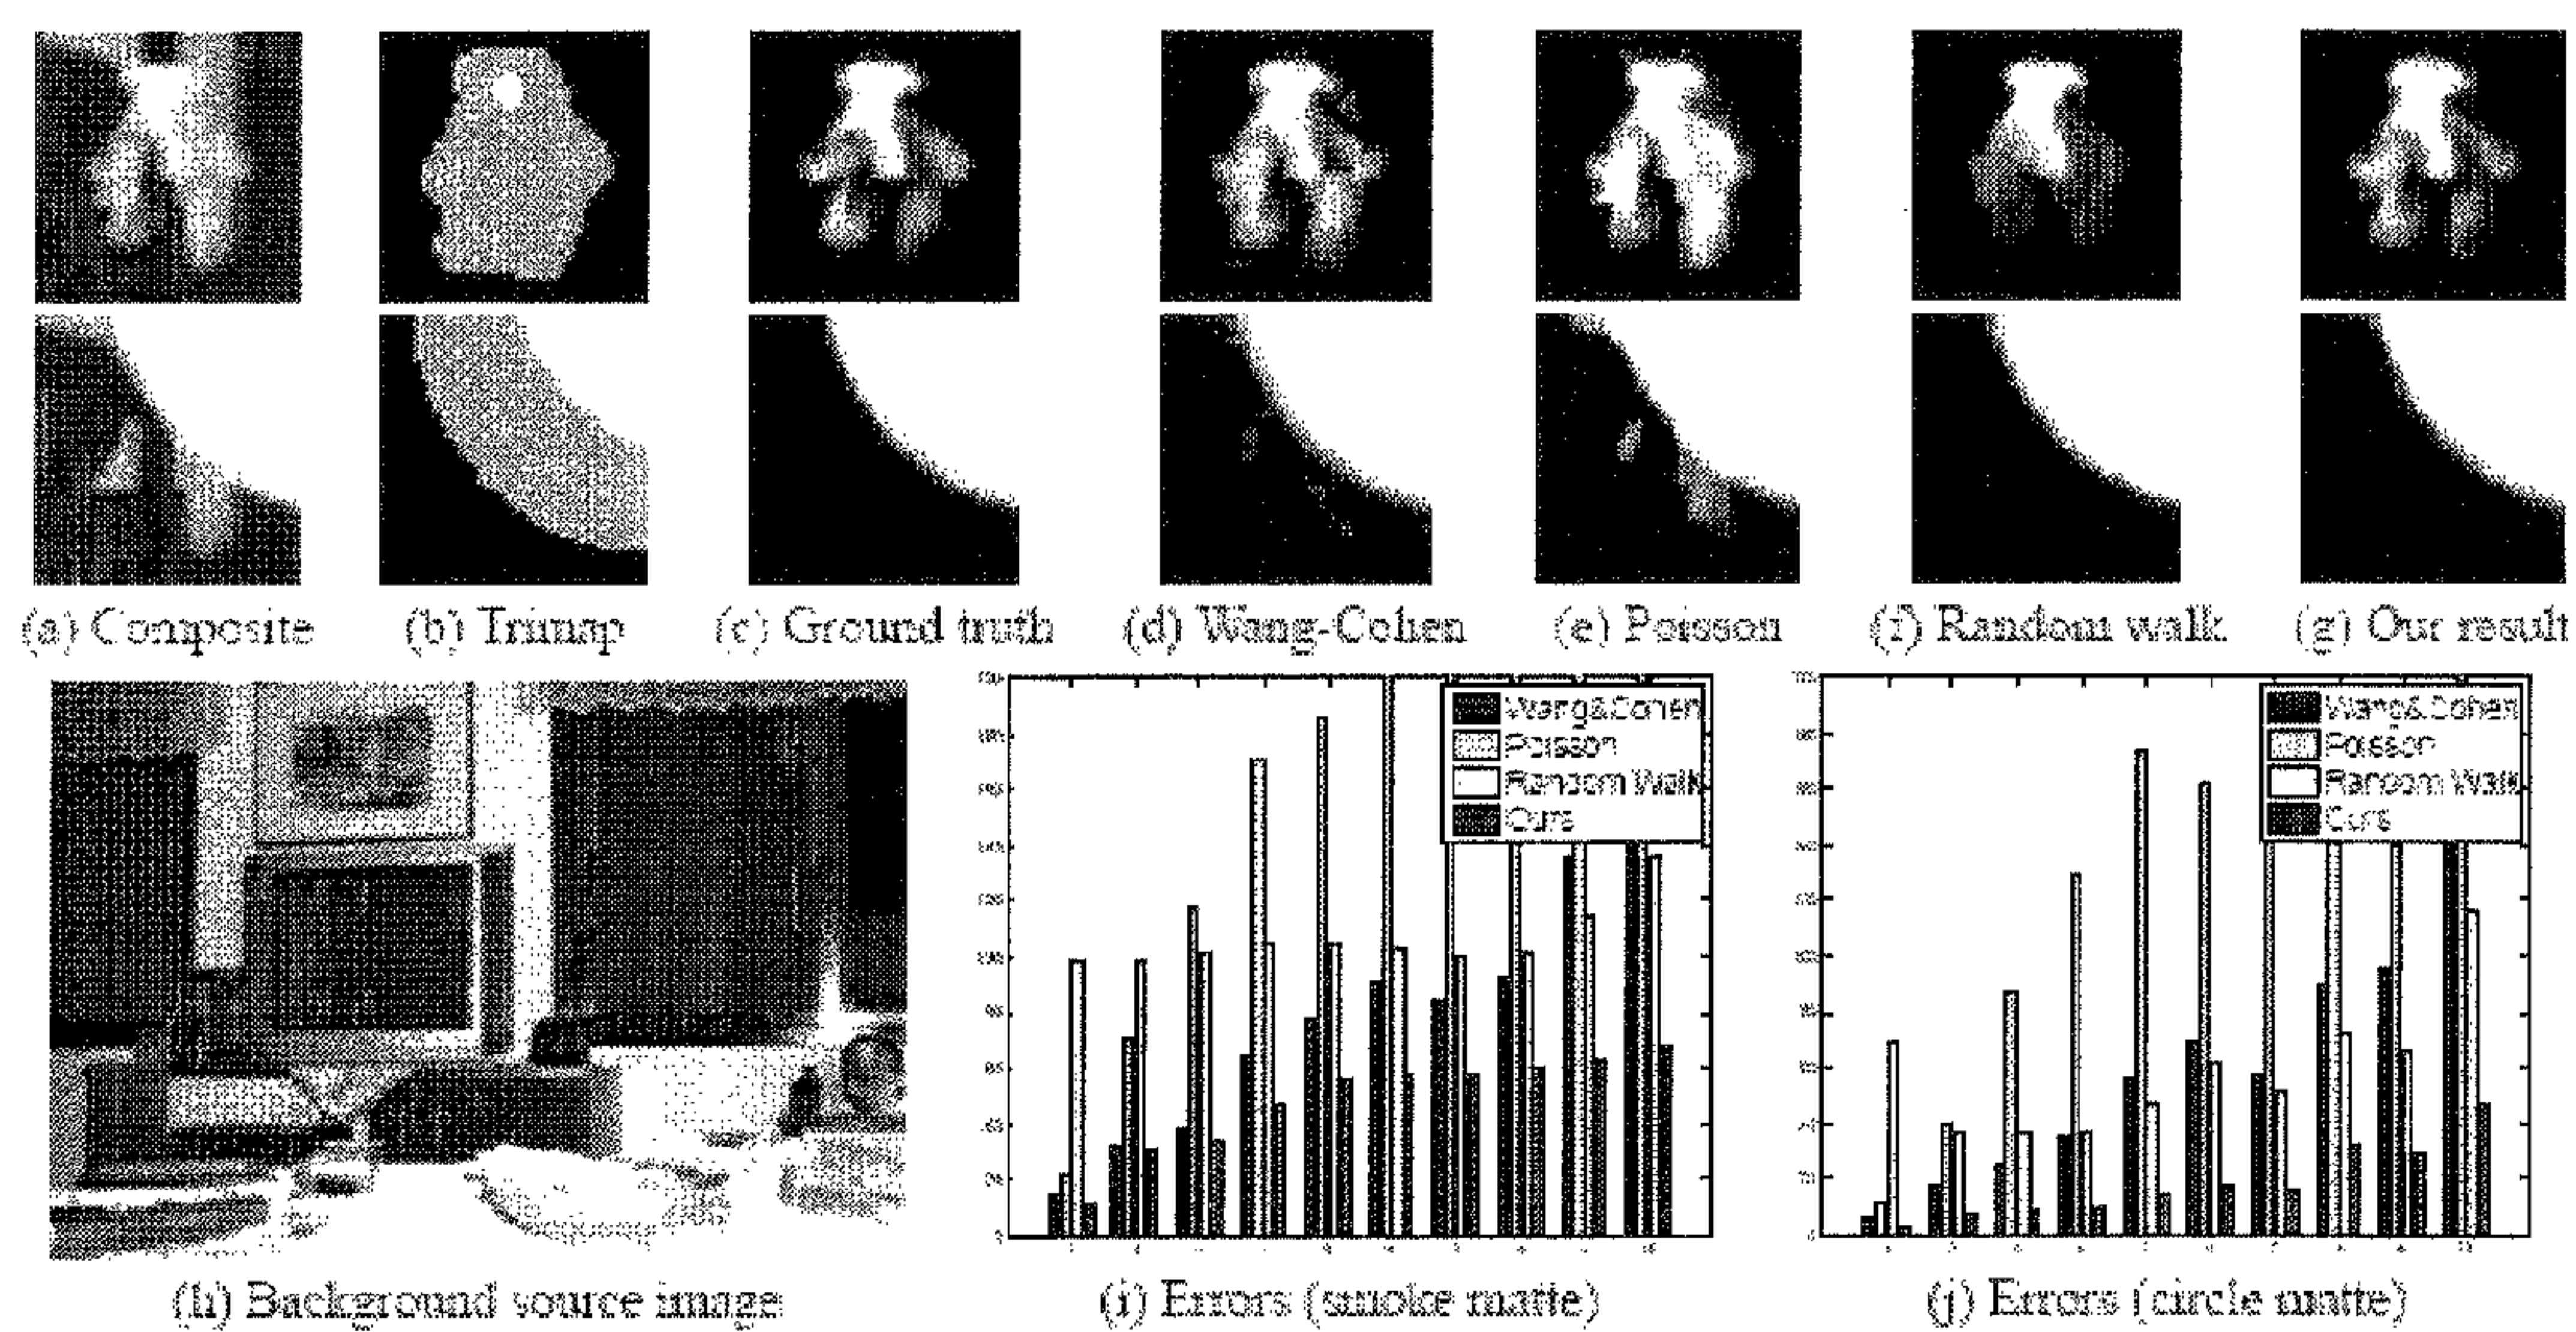 (a) Composite
(b) Trimap
(c) Ground truth
(d) Wang-Cohen
(e) Poisson
(f) Random walk
(g) Our result
Wang&Cohen
Poisson
Random Walk
Ours
Wang&Cohen
Poisson
Random Walk
Ours
(h) Background source image
(i) Errors (smoke matte)
(j) Errors (circle matte)